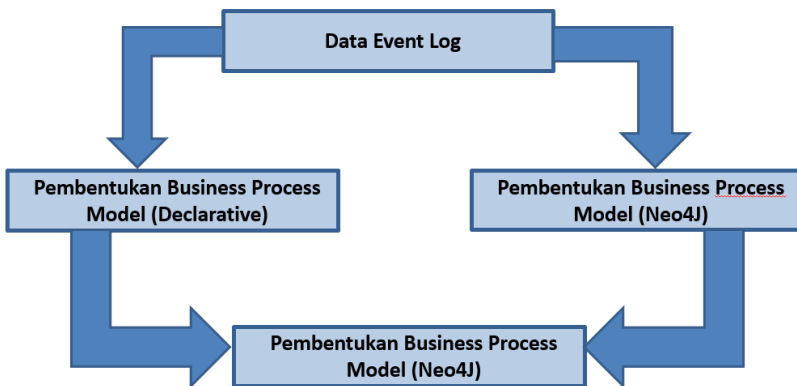 Data Event Log
Pembentukan Business Process
Model (Declarative)
Pembentukan Business Process
Model (Neo4J)
Pembentukan Business Process
Model (Neo4J)